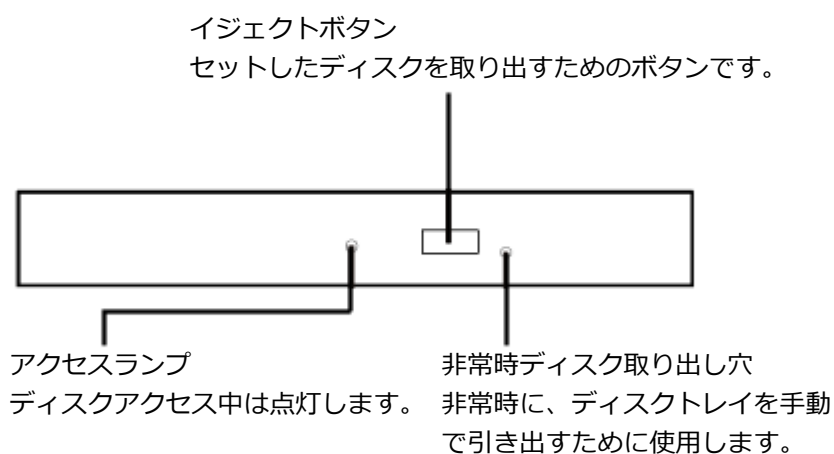 イジェクトボタン
セットしたディスクを取り出すためのボタンです。
アクセスランプ
ディスクアクセス中は点灯します。
非常時ディスク取り出し穴
非常時に、ディスクトレイを手動
で引き出すために使用します。